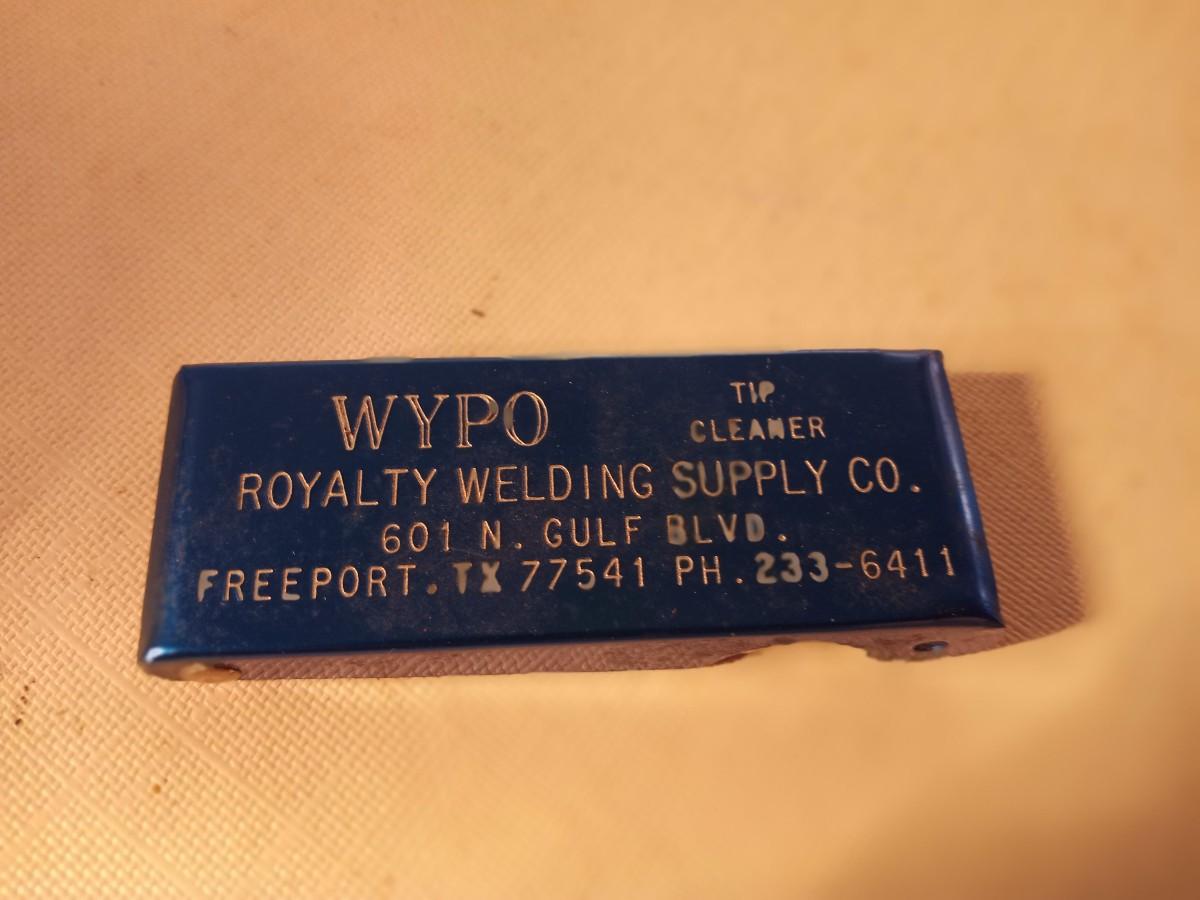 WYPO TIP CLEANER
ROYALTY WELDING SUPPLY CO.
601 N. GULF BLVD.
FREEPORT. TX 77541 PH. 233-6411